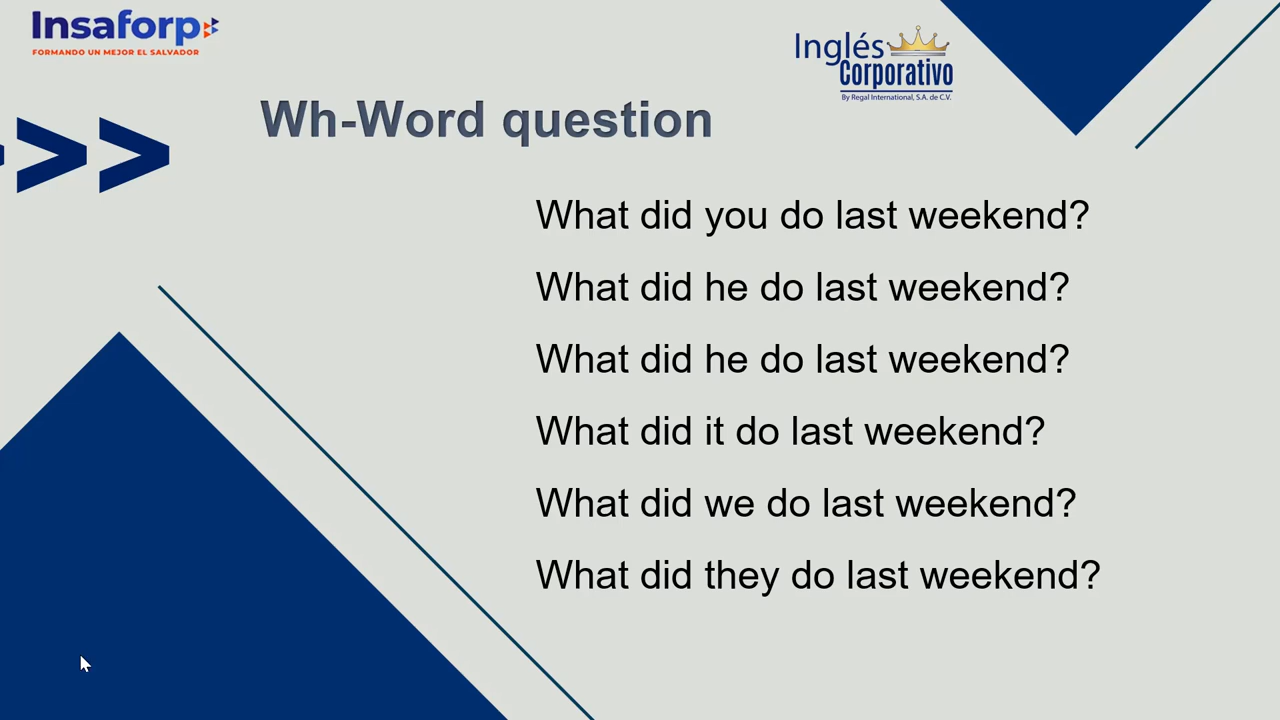 Insaforp
FORMANDO UN MEJOR EL SALVADOR
Inglés
Corporativo
By Regal International, S.A. de C.V.
>>
Wh-Word question
What did you do last weekend?
What did he do last weekend?
What did he do last weekend?
What did it do last weekend?
What did we do last weekend?
What did they do last weekend?